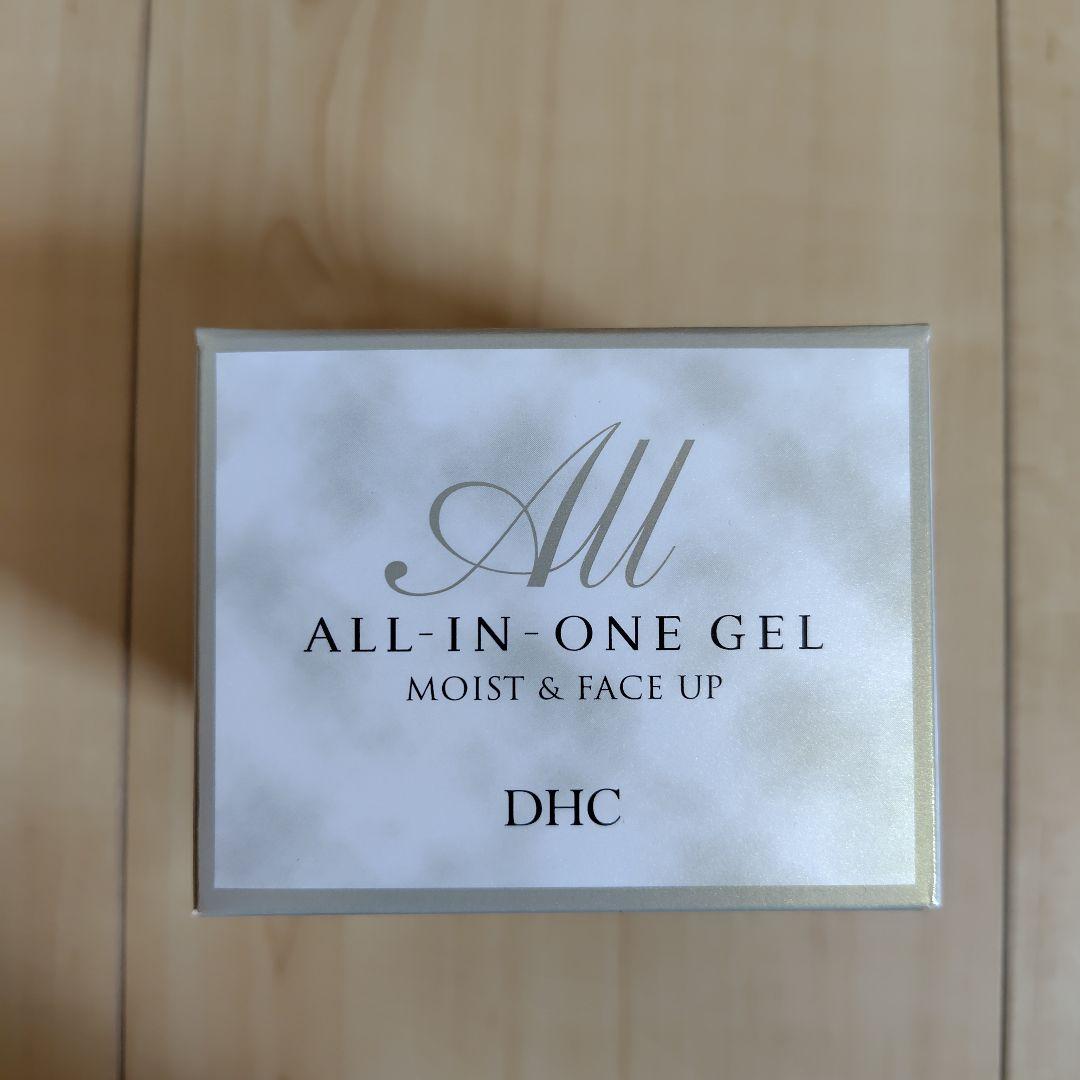 All
ALL-IN-ONE GEL
MOIST & FACE UP
DHC